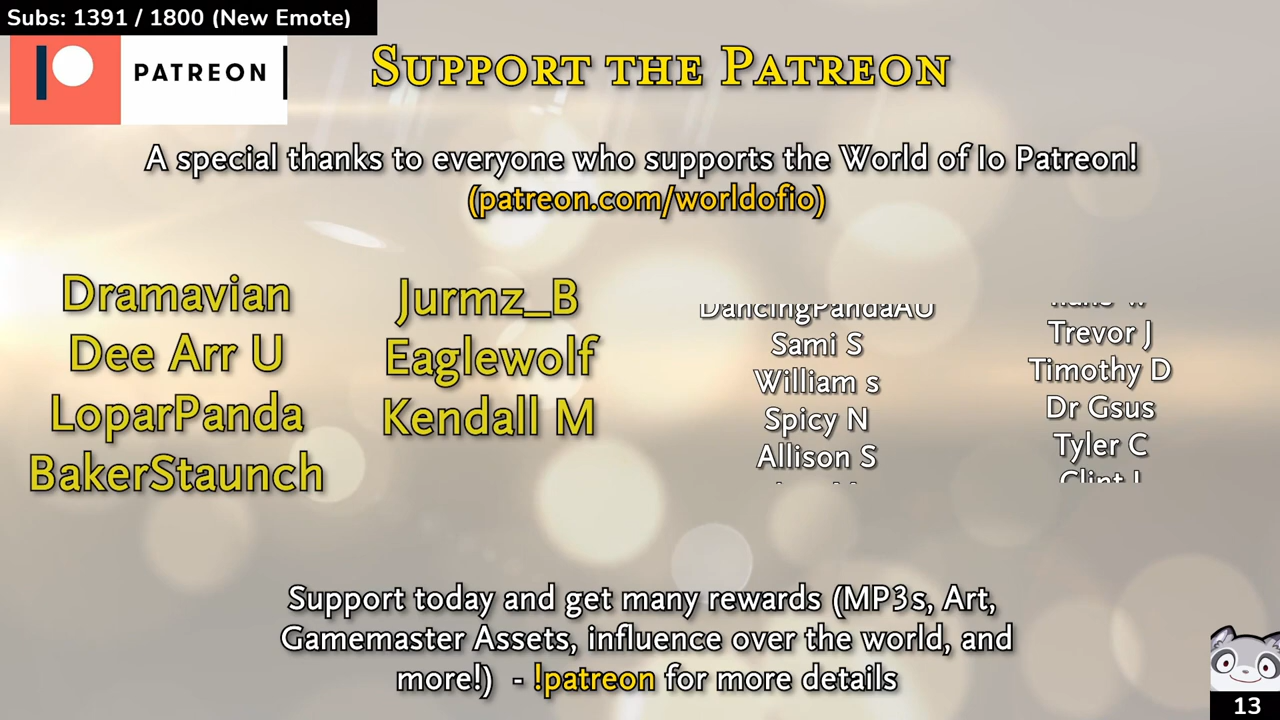 Subs: 1391 / 1800 (New Emote)
PATREON
SUPPORT THE PATREON
A special thanks to everyone who supports the World of Io Patreon!
(patreon.com/worldofio)
Dramavian
Dee Arr U
LoparPanda
BakerStaunch
Jurmz_B
Eaglewolf
Kendall M
DancingPandaAU
Sami S
William s
Spicy N
Allison S
Trevor J
Timothy D
Dr Gsus
Tyler C
Support today and get many rewards (MP3s, Art,
Gamemaster Assets, influence over the world, and
more!) - !patreon for more details
13